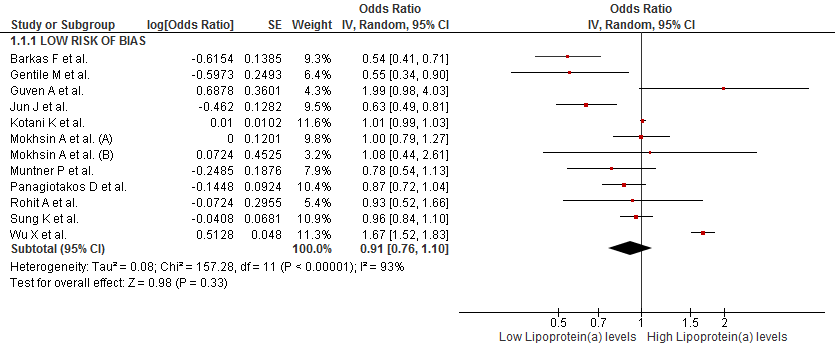 Odds Ratio Odds Ratio
Study or Subgroup log[Odds Ratio] SE Weight IV, Random, 95% CI IV, Random, 95% CI
1.1.1 LOW RISK OF BIAS
Barkas F et al. -0.6154 0.1385 9.3% 0.54 [0.41, 0.71]
Gentile M et al. -0.5973 0.2493 6.4% 0.55 [0.34, 0.90]
Guven A et al. 0.6878 0.3601 4.3% 1.99 [0.98, 4.03]
Jun J et al. -0.462 0.1282 9.5% 0.63 [0.49, 0.81]
Kotani K et al. 0.01 0.0102 11.6% 1.01 [0.99, 1.03]
Mokhsin A et al. (A) 0 0.1201 9.8% 1.00 [0.79, 1.27]
Mokhsin A et al. (B) 0.0724 0.4525 3.2% 1.08 [0.44, 2.61]
Muntner P et al. -0.2485 0.1876 7.9% 0.78 [0.54, 1.13]
Panagiotakos D et al. -0.1448 0.0924 10.4% 0.87 [0.72, 1.04]
Rohit A et al. -0.0724 0.2955 5.4% 0.93 [0.52, 1.66]
Sung K et al. -0.0408 0.0681 10.9% 0.96 [0.84, 1.10]
Wu X et al. 0.5128 0.048 11.3% 1.67 [1.52, 1.83]
Subtotal (95% CI) 100.0% 0.91 [0.76, 1.10]
Heterogeneity: Tau² = 0.08; Chi² = 157.28, df = 11 (P < 0.00001); I² = 93%
Test for overall effect: Z = 0.98 (P = 0.33)
0.5 0.7 1 1.5 2
Low Lipoprotein(a) levels High Lipoprotein(a) levels